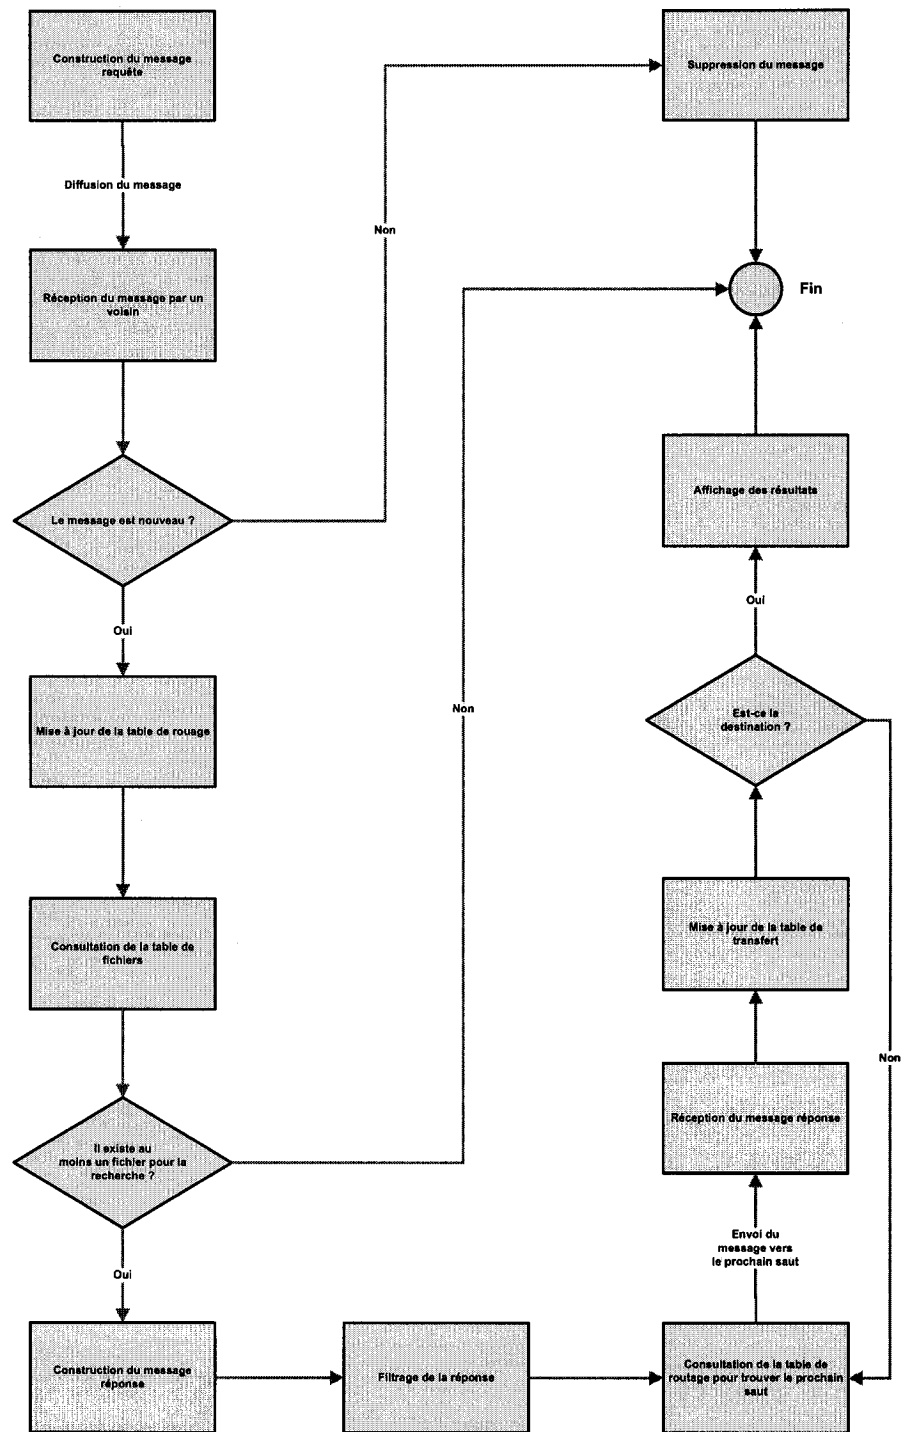 Construction du message
requête
Diffusion du message
Réception du message par un
voisin
Le message est nouveau ?
Non
Oui
Mise à jour de la table de rouage
Consultation de la table de
fichiers
Il existe au
moins un fichier pour la
recherche ?
Non
Oui
Construction du message
réponse
Filtrage de la réponse
Consultation de la table de
routage pour trouver le prochain
saut
Envoi du
message vers
le prochain saut
Réception du message réponse
Mise à jour de la table de
transfert
Est-ce la
destination ?
Non
Oui
Affichage des résultats
Fin
Suppression du message